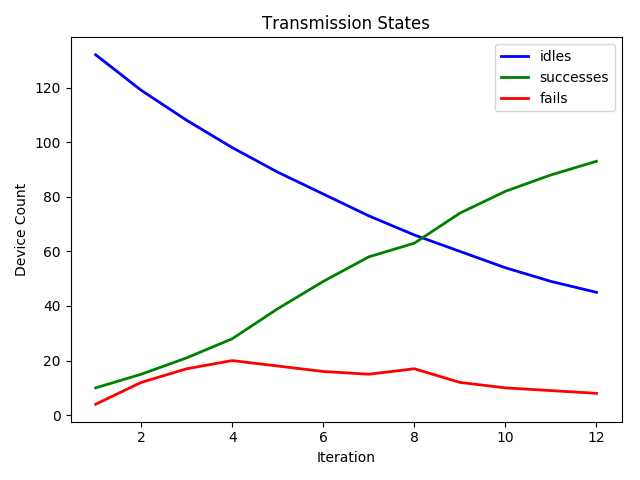 Transmission States
idles
successes
fails
Device Count
120
100
80
60
40
20
0
2 4 6 8 10 12
Iteration